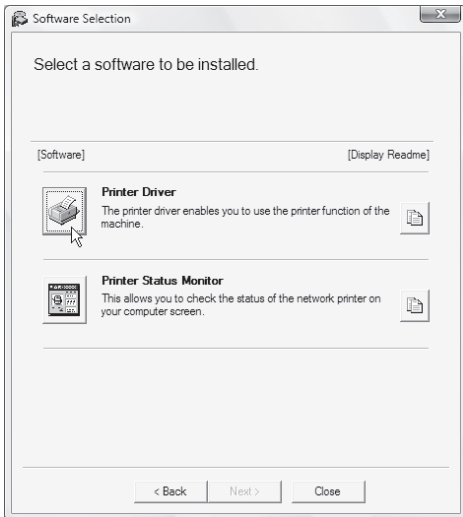 Software Selection
Select a software to be installed.
[Software] [Display Readme]
Printer Driver
The printer driver enables you to use the printer function of the
machine.
Printer Status Monitor
This allows you to check the status of the network printer on
your computer screen.
< Back Next > Close